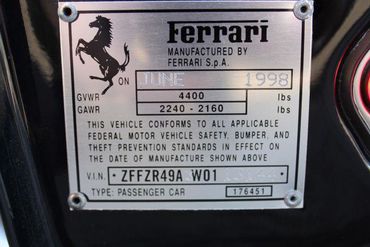 Ferrari
MANUFACTURED BY
FERRARI S.p.A.
ON JUNE 1998
GVWR 4400 lbs
GAWR 2240 - 2160 lbs
THIS VEHICLE CONFORMS TO ALL APPLICABLE
FEDERAL MOTOR VEHICLE SAFETY, BUMPER, AND
THEFT PREVENTION STANDARDS IN EFFECT ON
THE DATE OF MANUFACTURE SHOWN ABOVE
V.I.N. ZFFZR49A W01
TYPE: PASSENGER CAR 176451